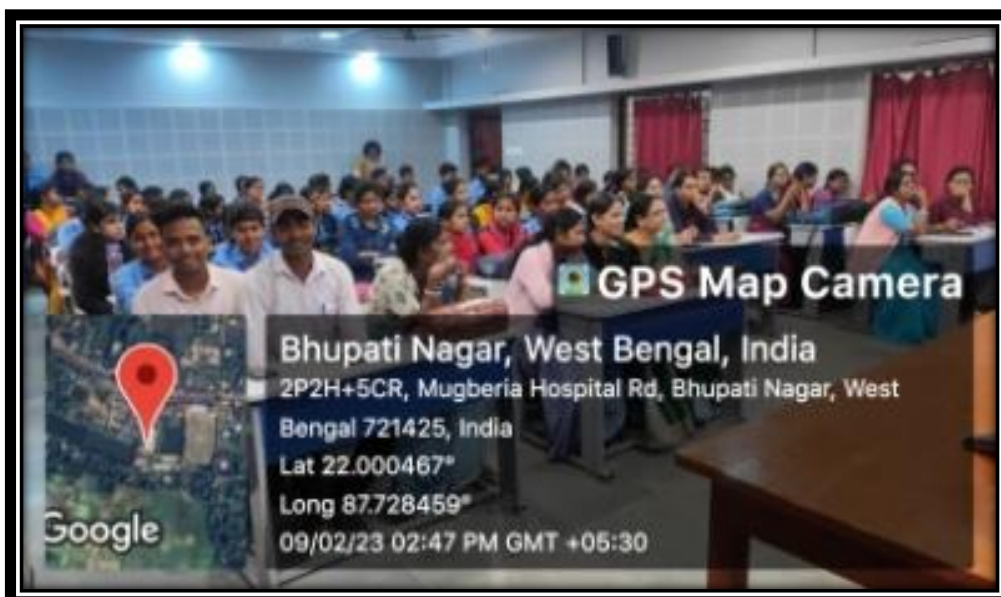 GPS Map Camera
Bhupati Nagar, West Bengal, India
2P2H+5CR, Mugberia Hospital Rd, Bhupati Nagar, West
Bengal 721425, India
Lat 22.000467°
Long 87.728459°
09/02/23 02:47 PM GMT +05:30
Google